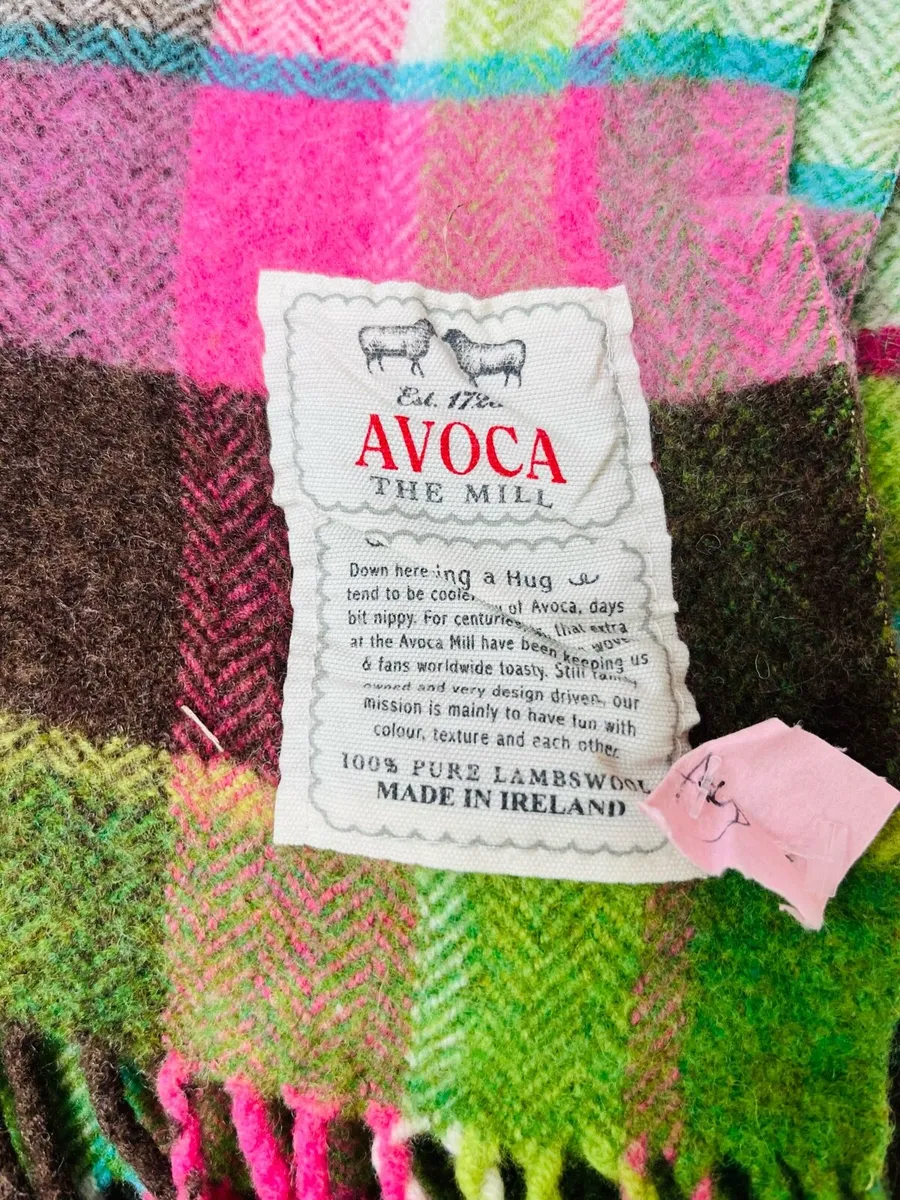 Est. 172
AVOCA
THE MILL
ing a Hug
Down here
tend to be cooler of Avoca, days
bit nippy. For centuries that extra
at the Avoca Mill have been keeping us
& fans worldwide toasty. Still
owned and very design driven, our
mission is mainly to have fun with
colour, texture and each other.
100% PURE LAMBSWOOL
MADE IN IRELAND